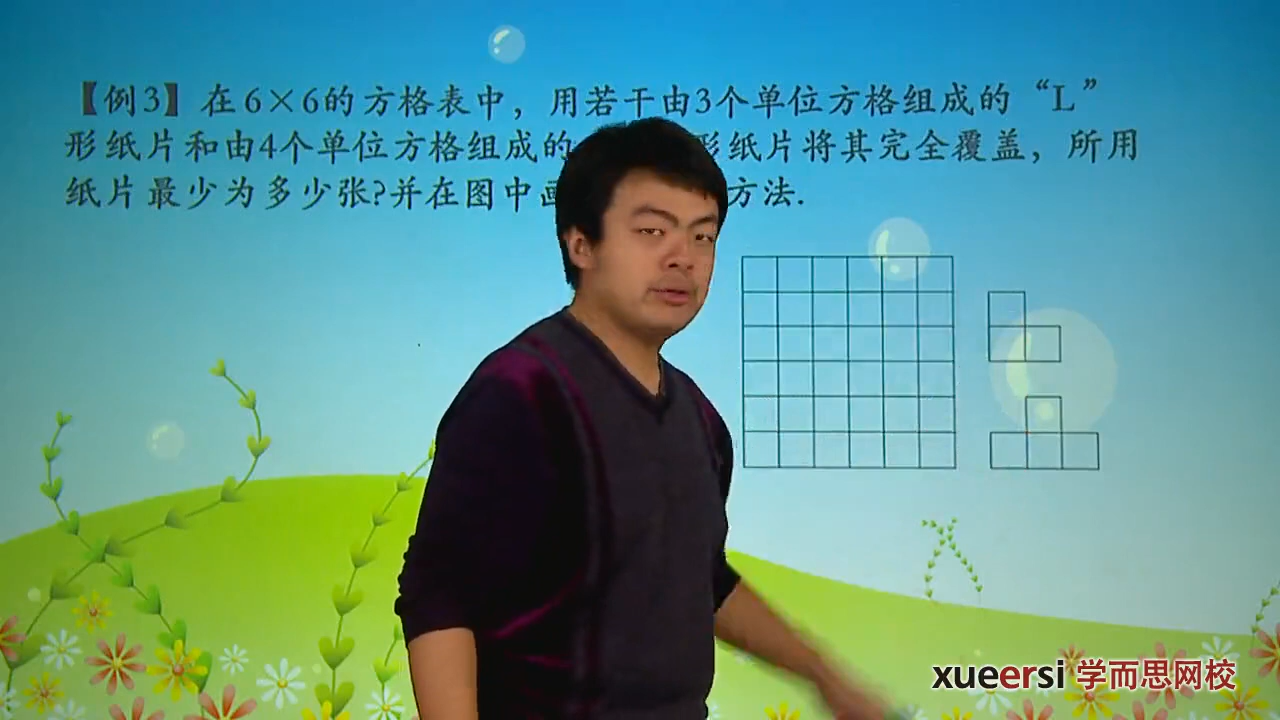 【例3】在6×6的方格表中，用若干由3个单位方格组成的“L”
形纸片和由4个单位方格组成的 形纸片将其完全覆盖，所用
纸片最少为多少张?并在图中 方法.
xueersi 学而思网校